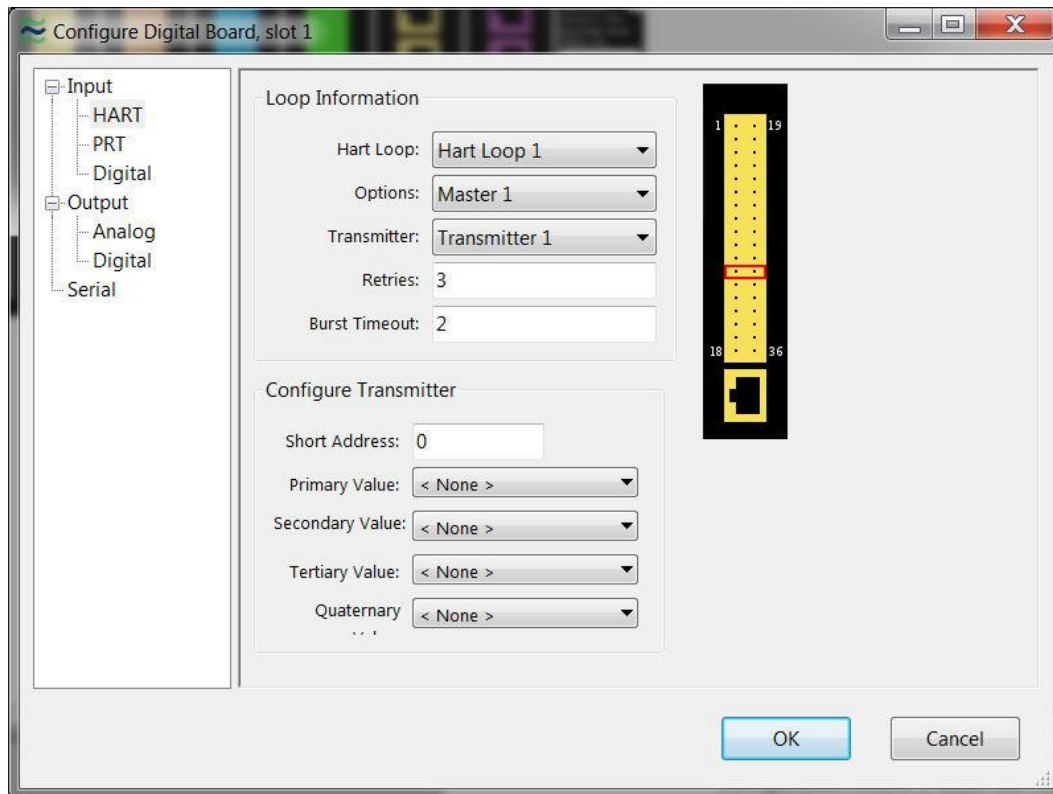 Configure Digital Board, slot 1
Input
HART
PRT
Digital
Output
Analog
Digital
Serial
Loop Information
Hart Loop: Hart Loop 1
Options: Master 1
Transmitter: Transmitter 1
Retries: 3
Burst Timeout: 2
Configure Transmitter
Short Address: 0
Primary Value: < None >
Secondary Value: < None >
Tertiary Value: < None >
Quaternary < None >
1 19
18 36
OK Cancel